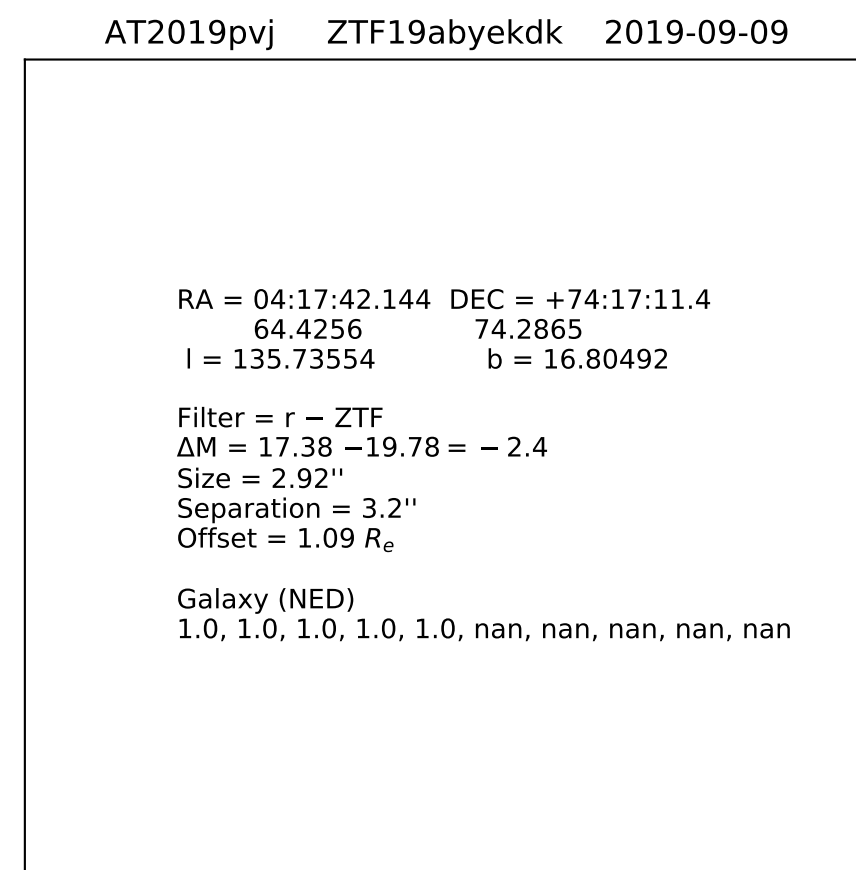 AT2019pvj ZTF19abyekdk 2019-09-09
RA = 04:17:42.144 DEC = +74:17:11.4
64.4256 74.2865
l = 135.73554 b = 16.80492
Filter = r − ZTF
ΔM = 17.38 −19.78 = − 2.4
Size = 2.92''
Separation = 3.2''
Offset = 1.09 Rₑ
Galaxy (NED)
1.0, 1.0, 1.0, 1.0, 1.0, nan, nan, nan, nan, nan